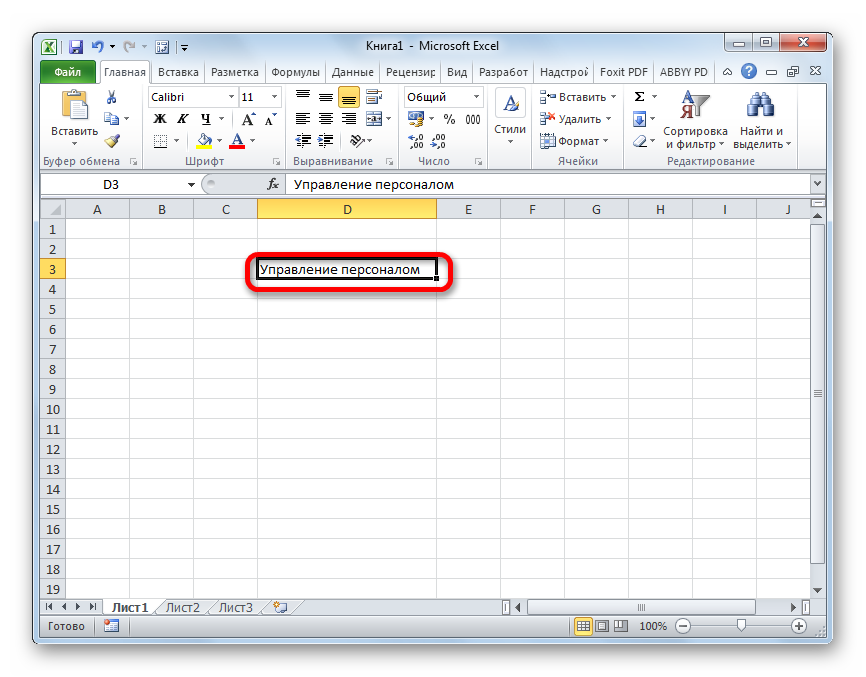 Книга1 - Microsoft Excel
Файл Главная Вставка Разметка Формулы Данные Рецензир Вид Разработ Надстрой Foxit PDF ABBYY PD
Calibri 11 Общий Вставить Σ
Ж К Ч A A % 000 Удалить
Вставить Стили Сортировка и фильтр Найти и выделить
A ,00 ,00 Формат
Буфер обмена Шрифт Выравнивание Число Ячейки Редактирование
D3 fx Управление персоналом
A B C D E F G H I J
1
2
3 Управление персоналом
4
5
6
7
8
9
10
11
12
13
14
15
16
17
18
19
Лист1 Лист2 Лист3
Готово 100%